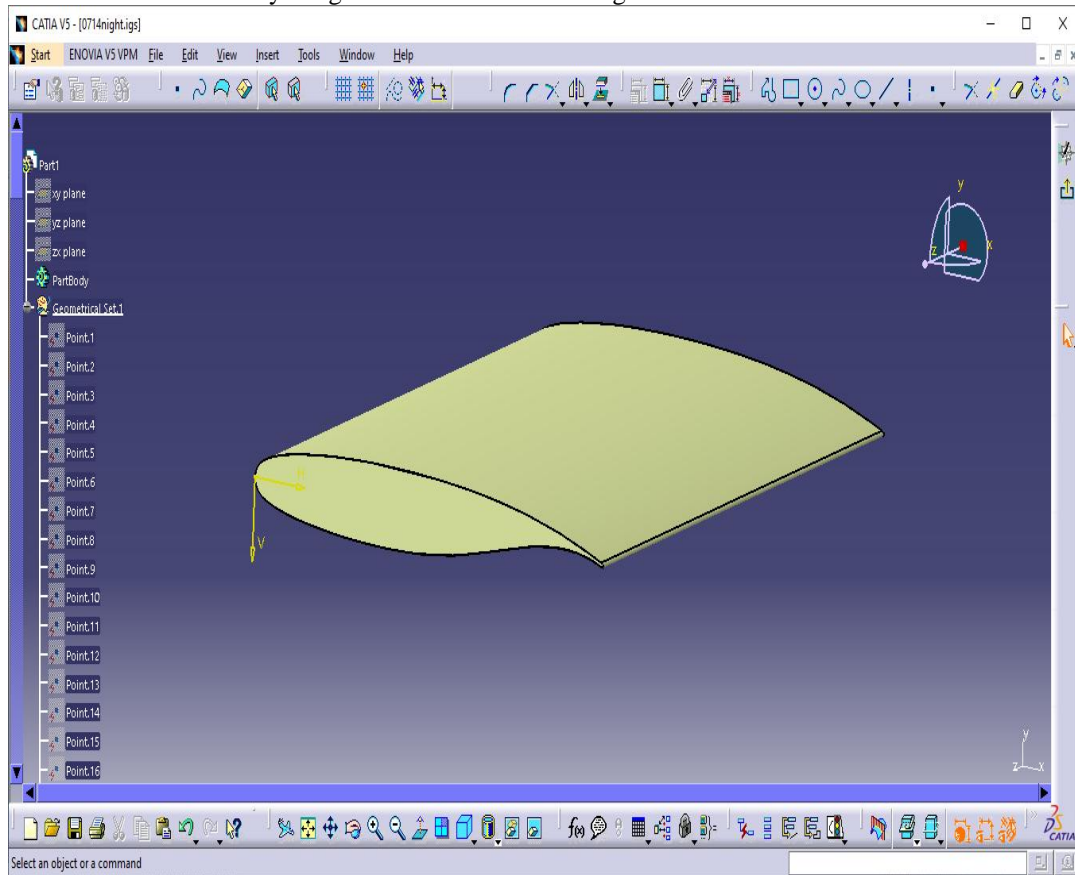 CATIA V5 - [0714night.igs]
Start ENOVIA V5 VPM File Edit View Insert Tools Window Help
Part1
xy plane
yz plane
zx plane
PartBody
Geometrical Set.1
Point.1
Point.2
Point.3
Point.4
Point.5
Point.6
Point.7
Point.8
Point.9
Point.10
Point.11
Point.12
Point.13
Point.14
Point.15
Point.16
y
z x
H
V
y
z x
f(x)
CATIA
Select an object or a command